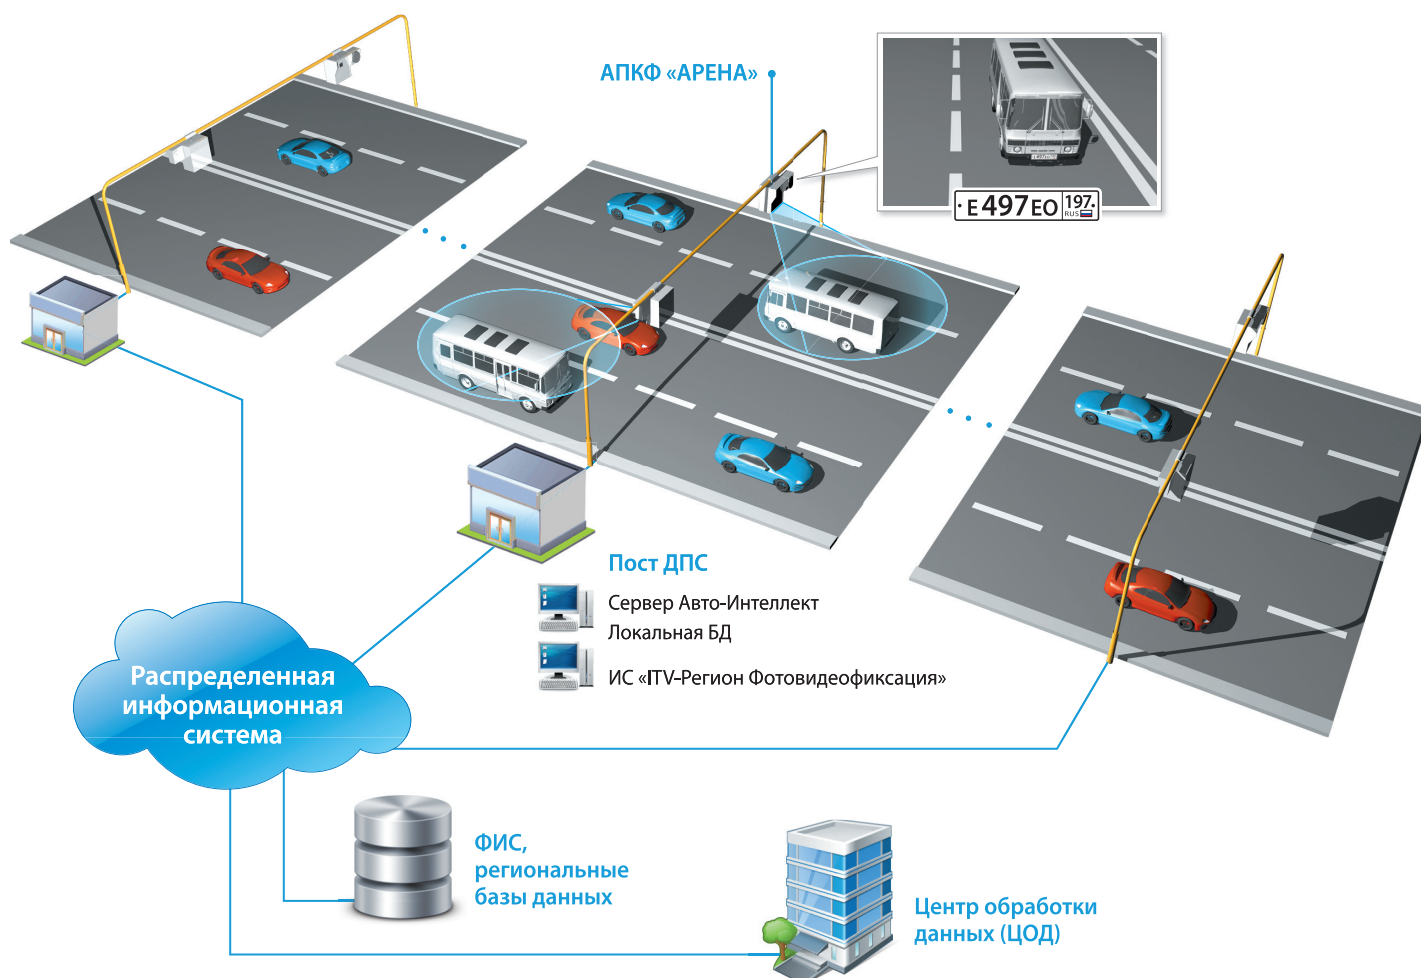 АПКФ «АРЕНА»
Е497ЕО 197
RUS
Пост ДПС
Сервер Авто-Интеллект
Локальная БД
ИС «ITV-Регион Фотовидеофиксация»
Распределенная
информационная
система
ФИС,
региональные
базы данных
Центр обработки
данных (ЦОД)